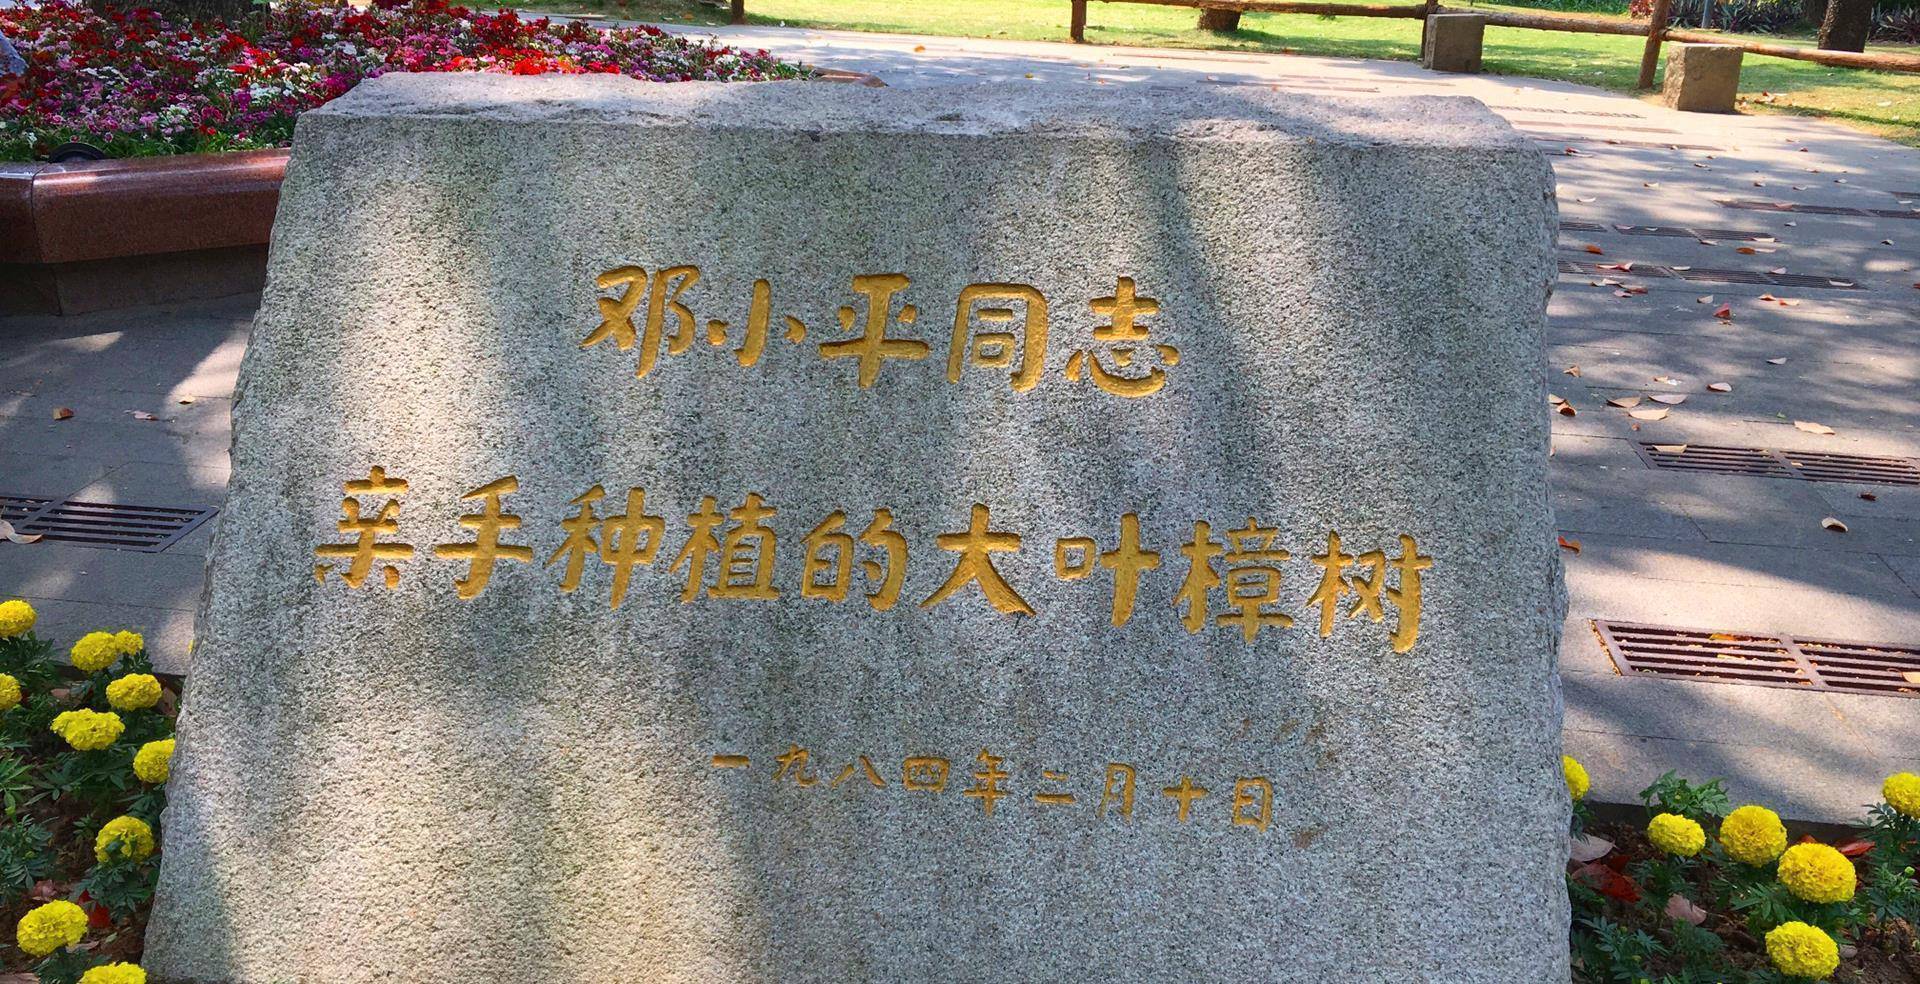 邓小平同志
亲手种植的大叶樟树
一九八四年二月十日